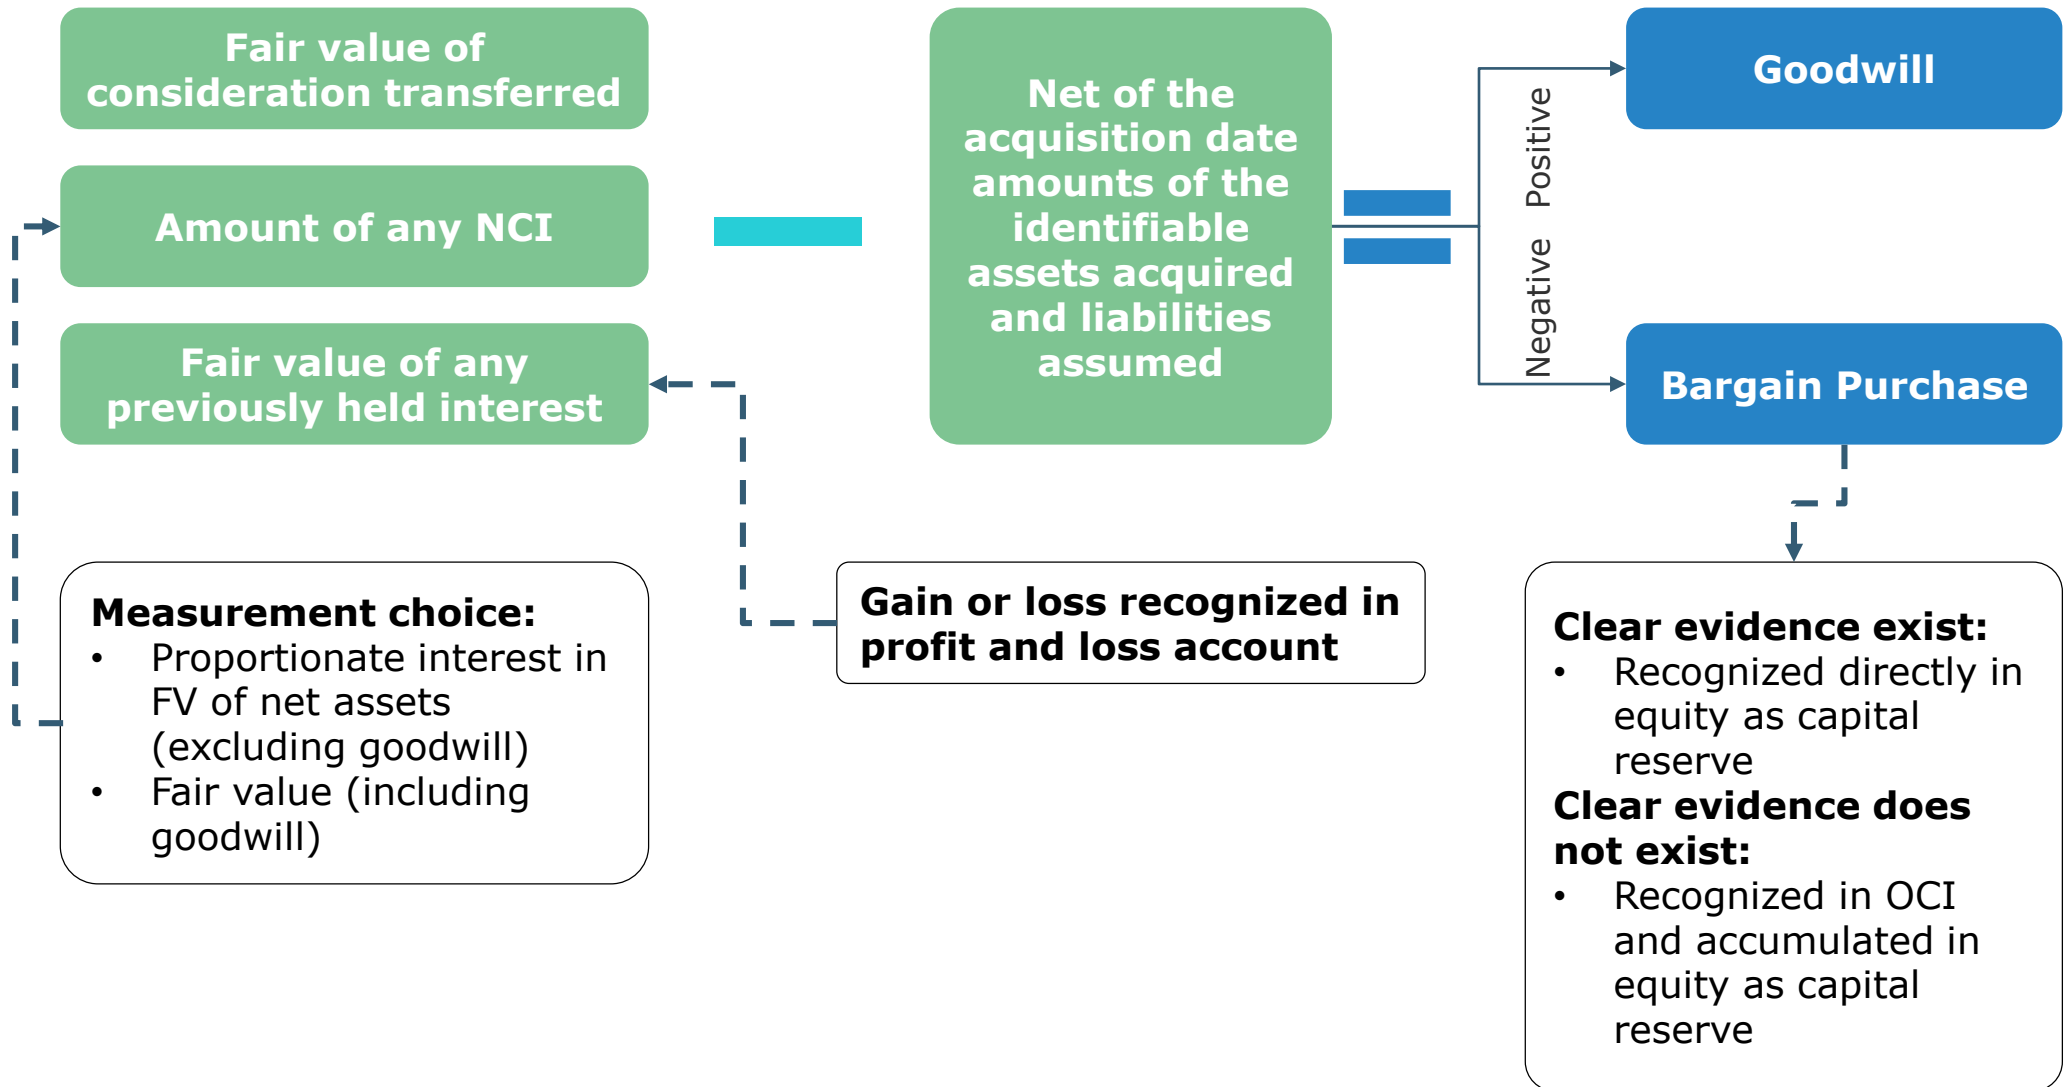 Fair value of
consideration transferred
Amount of any NCI
Fair value of any
previously held interest
Net of the
acquisition date
amounts of the
identifiable
assets acquired
and liabilities
assumed
Positive
Negative
Goodwill
Bargain Purchase
Measurement choice:
• Proportionate interest in
FV of net assets
(excluding goodwill)
• Fair value (including
goodwill)
Gain or loss recognized in
profit and loss account
Clear evidence exist:
• Recognized directly in
equity as capital
reserve
Clear evidence does
not exist:
• Recognized in OCI
and accumulated in
equity as capital
reserve